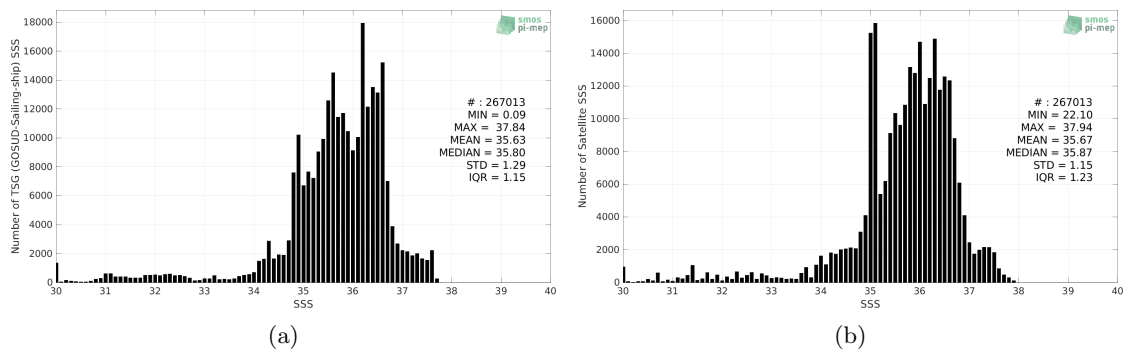 18000
16000
14000
12000
10000
8000
6000
4000
2000
0
Number of TSG (GOSUD-Sailing-ship) SSS
smos
pi-mep
# : 267013
MIN = 0.09
MAX = 37.84
MEAN = 35.63
MEDIAN = 35.80
STD = 1.29
IQR = 1.15
30 31 32 33 34 35 36 37 38 39 40
SSS
(a)
16000
14000
12000
10000
8000
6000
4000
2000
0
Number of Satellite SSS
smos
pi-mep
# : 267013
MIN = 22.10
MAX = 37.94
MEAN = 35.67
MEDIAN = 35.87
STD = 1.15
IQR = 1.23
30 31 32 33 34 35 36 37 38 39 40
SSS
(b)